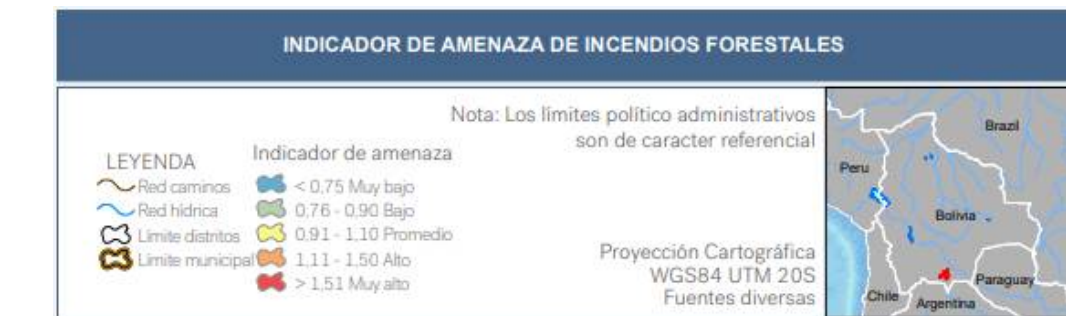 INDICADOR DE AMENAZA DE INCENDIOS FORESTALES
Nota: Los límites político administrativos
son de caracter referencial
LEYENDA
Red caminos
Red hídrica
Limite distritos
Limite municipal
Indicador de amenaza
< 0,75 Muy bajo
0,76 - 0,90 Bajo
0,91 - 1,10 Promedio
1,11 - 1,50 Alto
> 1,51 Muy alto
Proyección Cartográfica
WGS84 UTM 20S
Fuentes diversas
Brazil
Peru
Bolivia
Paraguay
Chile
Argentina